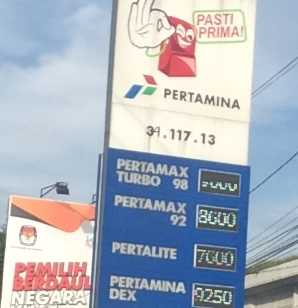 PASTI
PRIMA!
PERTAMINA
34.117.13
PERTAMAX
TURBO 98
PERTAMAX
92
8600
PERTALITE
PERTAMINA
DEX
9250
PEMILIH
BERDAUL
NEGARA